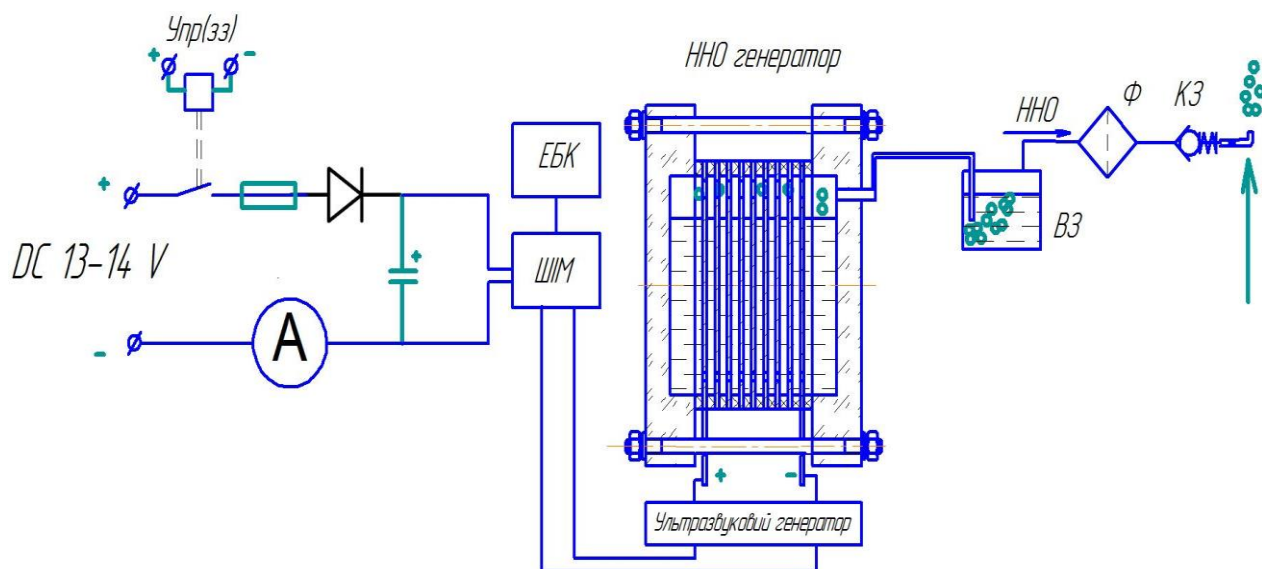 Упр(зз)
+ -
ННО генератор
ННО
Ф
КЗ
ЕБК
+
+
DC 13-14 V
ШІМ
ВЗ
А
-
+ -
Ультразвуковий генератор